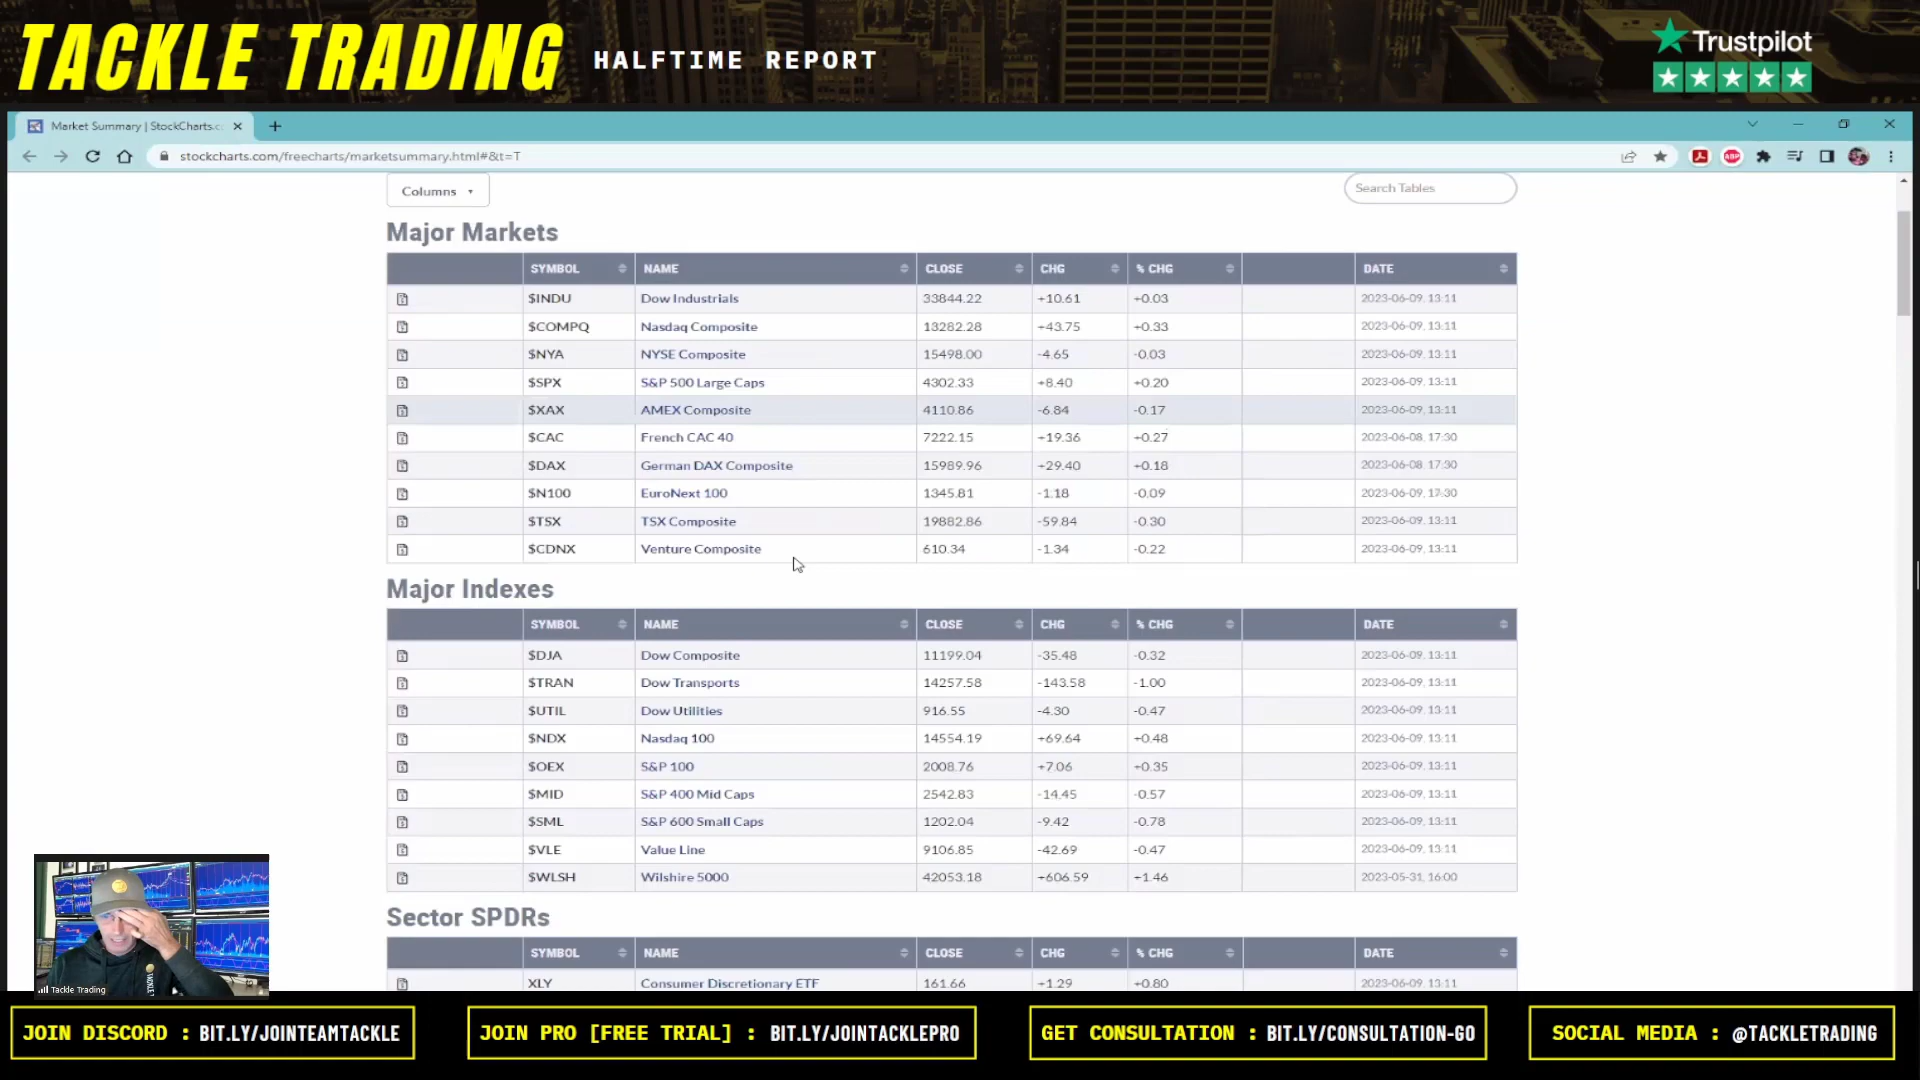 TACKLE TRADING HALFTIME REPORT
Trustpilot
Market Summary | StockCharts.c
stockcharts.com/freecharts/marketsummary.html#&t=T
ABP
Columns
Search Tables
Major Markets
SYMBOL NAME CLOSE CHG % CHG DATE
$INDU Dow Industrials 33844.22 +10.61 +0.03 2023-06-09, 13:11
$COMPQ Nasdaq Composite 13282.28 +43.75 +0.33 2023-06-09, 13:11
$NYA NYSE Composite 15498.00 -4.65 -0.03 2023-06-09, 13:11
$SPX S&P 500 Large Caps 4302.33 +8.40 +0.20 2023-06-09, 13:11
$XAX AMEX Composite 4110.86 -6.84 -0.17 2023-06-09, 13:11
$CAC French CAC 40 7222.15 +19.36 +0.27 2023-06-08, 17:30
$DAX German DAX Composite 15989.96 +29.40 +0.18 2023-06-08, 17:30
$N100 EuroNext 100 1345.81 -1.18 -0.09 2023-06-09, 17:30
$TSX TSX Composite 19882.86 -59.84 -0.30 2023-06-09, 13:11
$CDNX Venture Composite 610.34 -1.34 -0.22 2023-06-09, 13:11
Major Indexes
SYMBOL NAME CLOSE CHG % CHG DATE
$DJA Dow Composite 11199.04 -35.48 -0.32 2023-06-09, 13:11
$TRAN Dow Transports 14257.58 -143.58 -1.00 2023-06-09, 13:11
$UTIL Dow Utilities 916.55 -4.30 -0.47 2023-06-09, 13:11
$NDX Nasdaq 100 14554.19 +69.64 +0.48 2023-06-09, 13:11
$OEX S&P 100 2008.76 +7.06 +0.35 2023-06-09, 13:11
$MID S&P 400 Mid Caps 2542.83 -14.45 -0.57 2023-06-09, 13:11
$SML S&P 600 Small Caps 1202.04 -9.42 -0.78 2023-06-09, 13:11
$VLE Value Line 9106.85 -42.69 -0.47 2023-06-09, 13:11
$WLSH Wilshire 5000 42053.18 +606.59 +1.46 2023-05-31, 16:00
Sector SPDRs
SYMBOL NAME CLOSE CHG % CHG DATE
XLY Consumer Discretionary ETF 161.66 +1.29 +0.80 2023-06-09, 13:11
Tackle Trading
JOIN DISCORD : BIT.LY/JOINTEAMTACKLE
JOIN PRO [FREE TRIAL] : BIT.LY/JOINTACKLEPRO
GET CONSULTATION : BIT.LY/CONSULTATION-GO
SOCIAL MEDIA : @TACKLETRADING